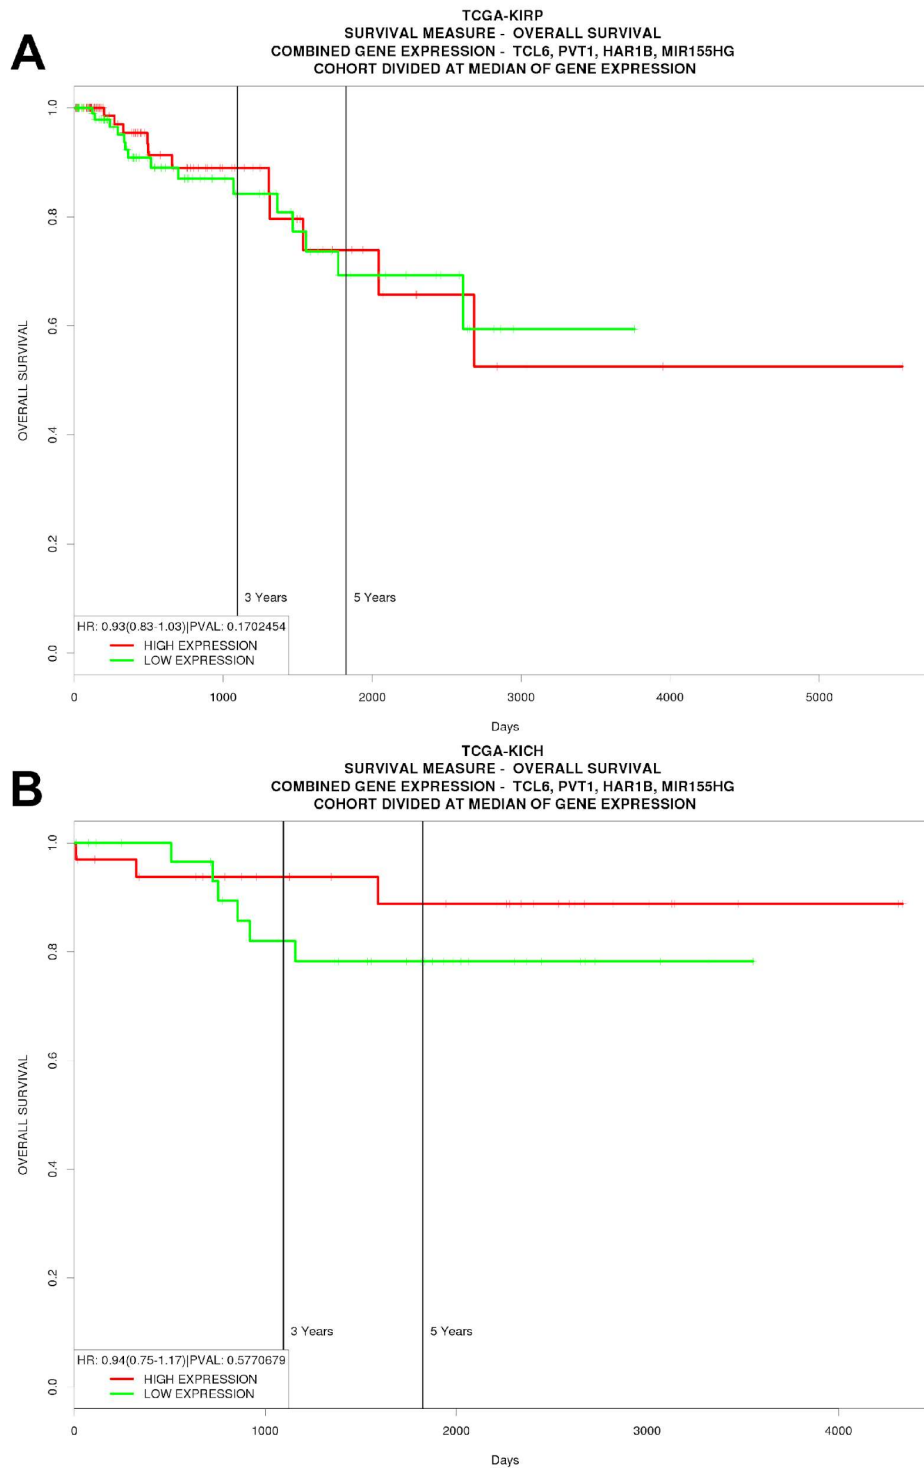 A
TCGA-KIRP
SURVIVAL MEASURE - OVERALL SURVIVAL
COMBINED GENE EXPRESSION - TCL6, PVT1, HAR1B, MIR155HG
COHORT DIVIDED AT MEDIAN OF GENE EXPRESSION
OVERALL SURVIVAL
1.0
0.8
0.6
0.4
0.2
0.0
3 Years
5 Years
HR: 0.93(0.83-1.03)|PVAL: 0.1702454
HIGH EXPRESSION
LOW EXPRESSION
0 1000 2000 3000 4000 5000
Days
B
TCGA-KICH
SURVIVAL MEASURE - OVERALL SURVIVAL
COMBINED GENE EXPRESSION - TCL6, PVT1, HAR1B, MIR155HG
COHORT DIVIDED AT MEDIAN OF GENE EXPRESSION
OVERALL SURVIVAL
1.0
0.8
0.6
0.4
0.2
0.0
3 Years
5 Years
HR: 0.94(0.75-1.17)|PVAL: 0.5770679
HIGH EXPRESSION
LOW EXPRESSION
0 1000 2000 3000 4000
Days